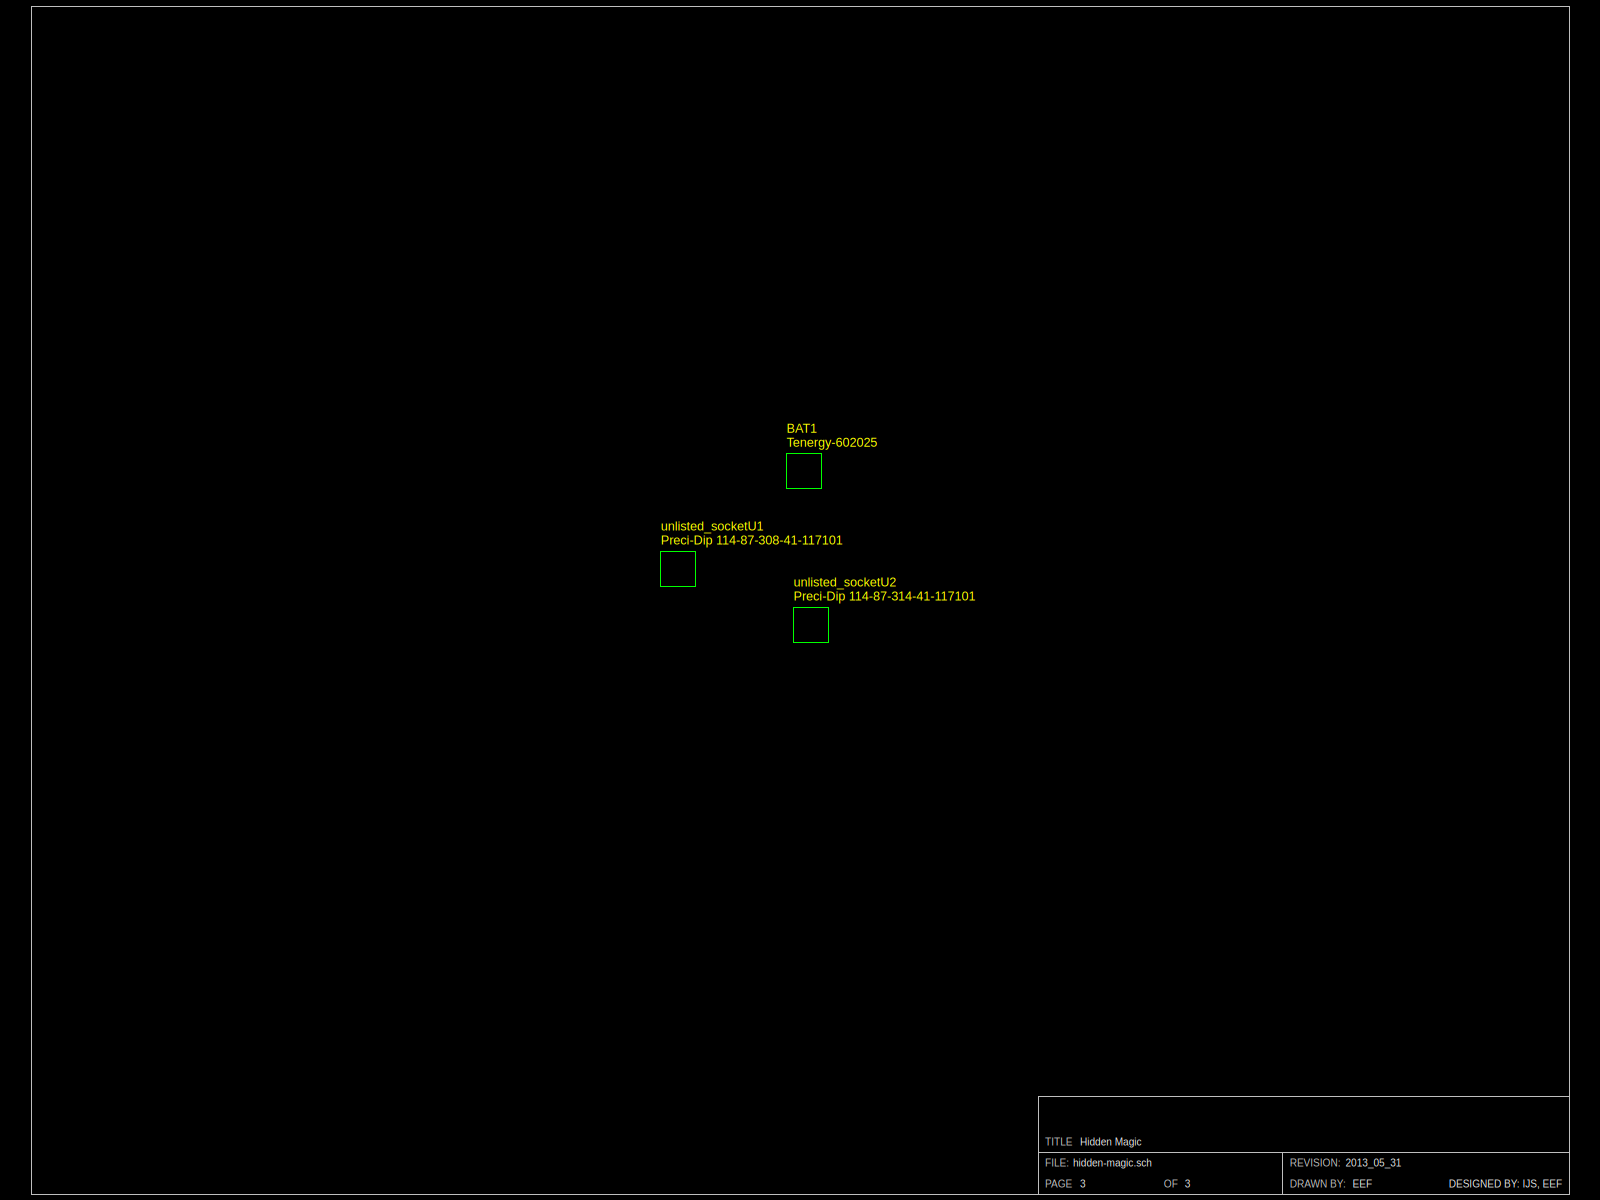 BAT1
Tenergy-602025
unlisted_socketU1
Preci-Dip 114-87-308-41-117101
unlisted_socketU2
Preci-Dip 114-87-314-41-117101
TITLE Hidden Magic
FILE: hidden-magic.sch REVISION: 2013_05_31
PAGE 3 OF 3 DRAWN BY: EEF DESIGNED BY: IJS, EEF